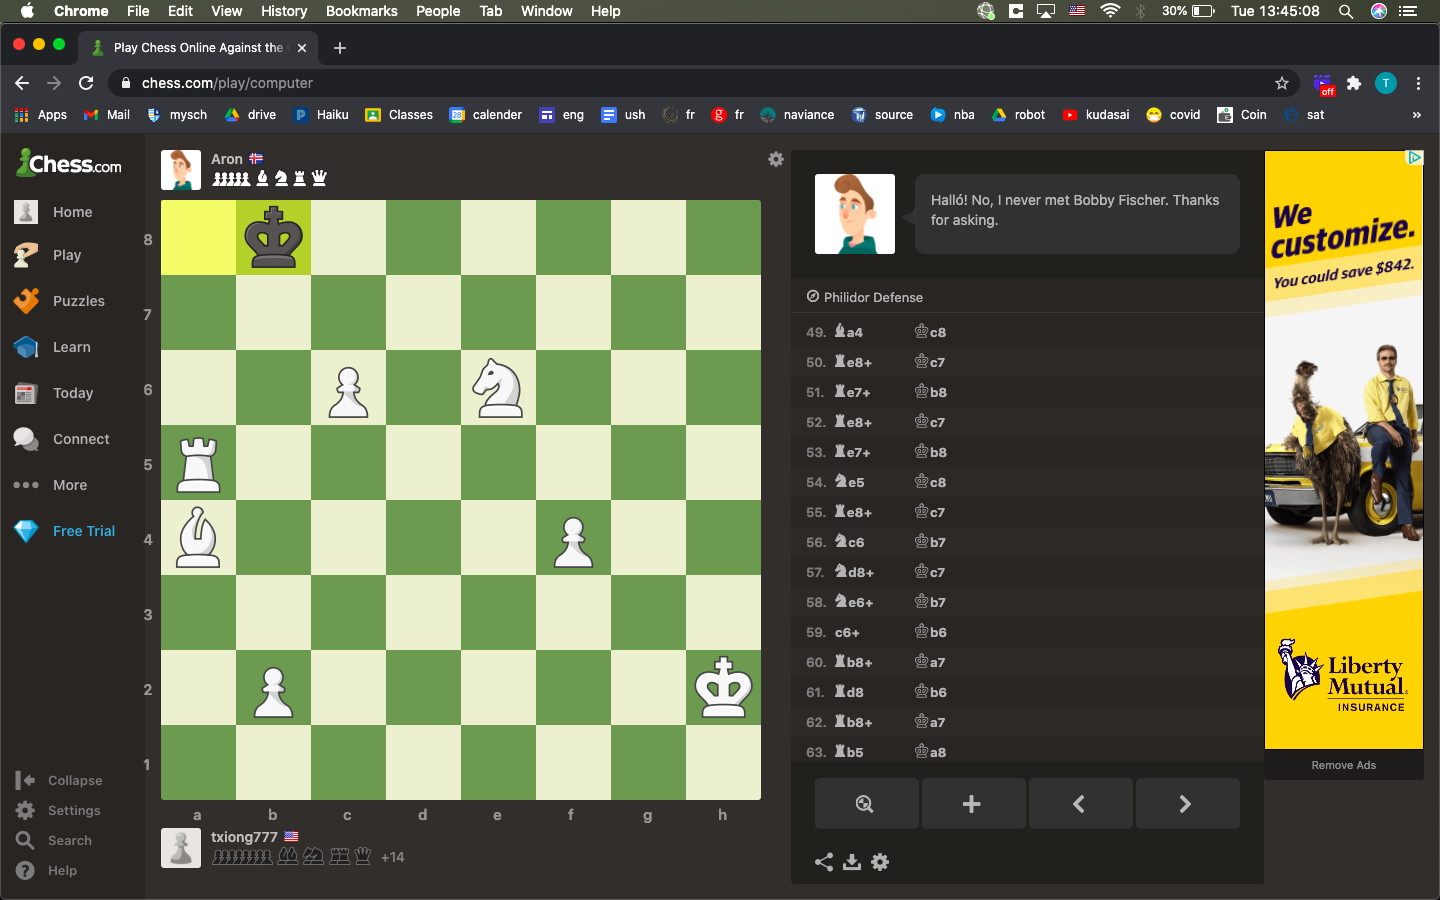 Chrome File Edit View History Bookmarks People Tab Window Help 30% Tue 13:45:08
Play Chess Online Against the
chess.com/play/computer
off
T
Apps Mail mysch drive Haiku Classes calender eng ush fr fr naviance source nba robot kudasai covid Coin sat »
Chess.com
Home
Play
Puzzles
Learn
Today
Connect
More
Free Trial
Collapse
Settings
Search
Help
Aron
8
7
6
5
4
3
2
1
a b c d e f g h
txiong777
+14
Halló! No, I never met Bobby Fischer. Thanks
for asking.
Philidor Defense
49. a4 c8
50. e8+ c7
51. e7+ b8
52. e8+ c7
53. e7+ b8
54. e5 c8
55. e8+ c7
56. c6 b7
57. d8+ c7
58. e6+ b7
59. c6+ b6
60. b8+ a7
61. d8 b6
62. b8+ a7
63. b5 a8
We
customize.
You could save $842.
Liberty
Mutual
INSURANCE
Remove Ads